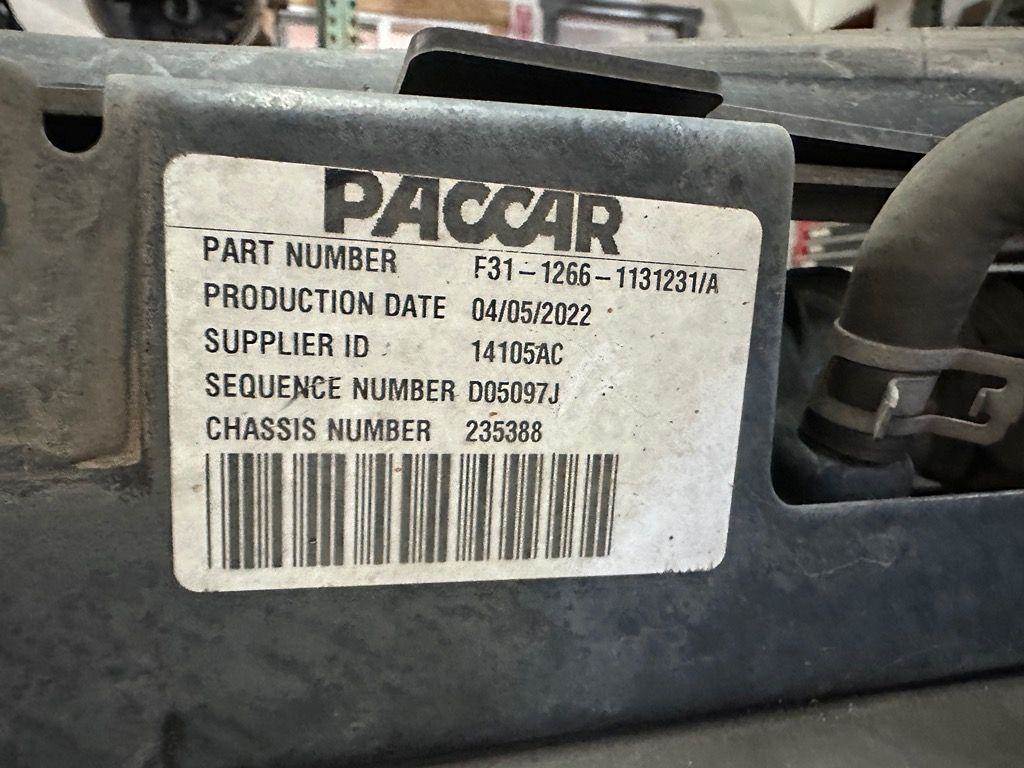 PACCAR
PART NUMBER F31-1266-1131231/A
PRODUCTION DATE 04/05/2022
SUPPLIER ID 14105AC
SEQUENCE NUMBER D05097J
CHASSIS NUMBER 235388